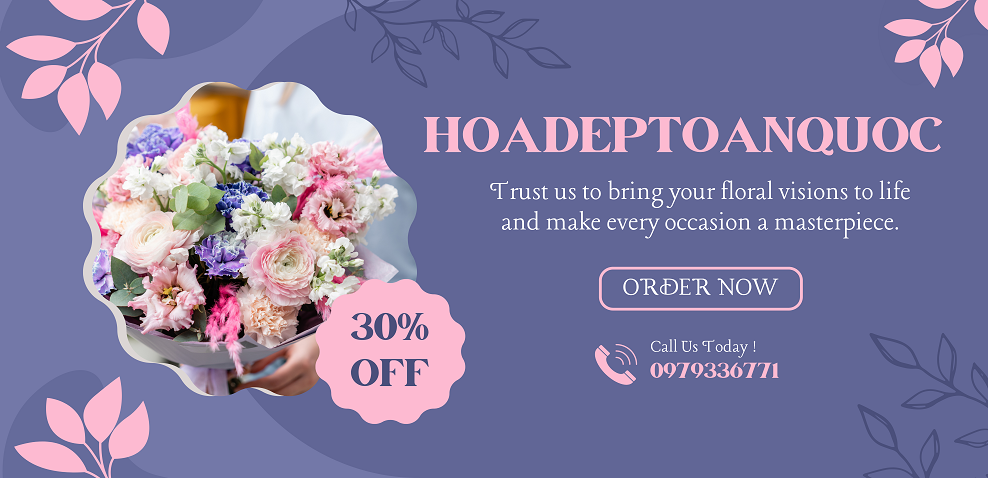 HOADEPTOANQUOC
Trust us to bring your floral visions to life
and make every occasion a masterpiece.
ORDER NOW
30%
OFF
Call Us Today !
0979336771